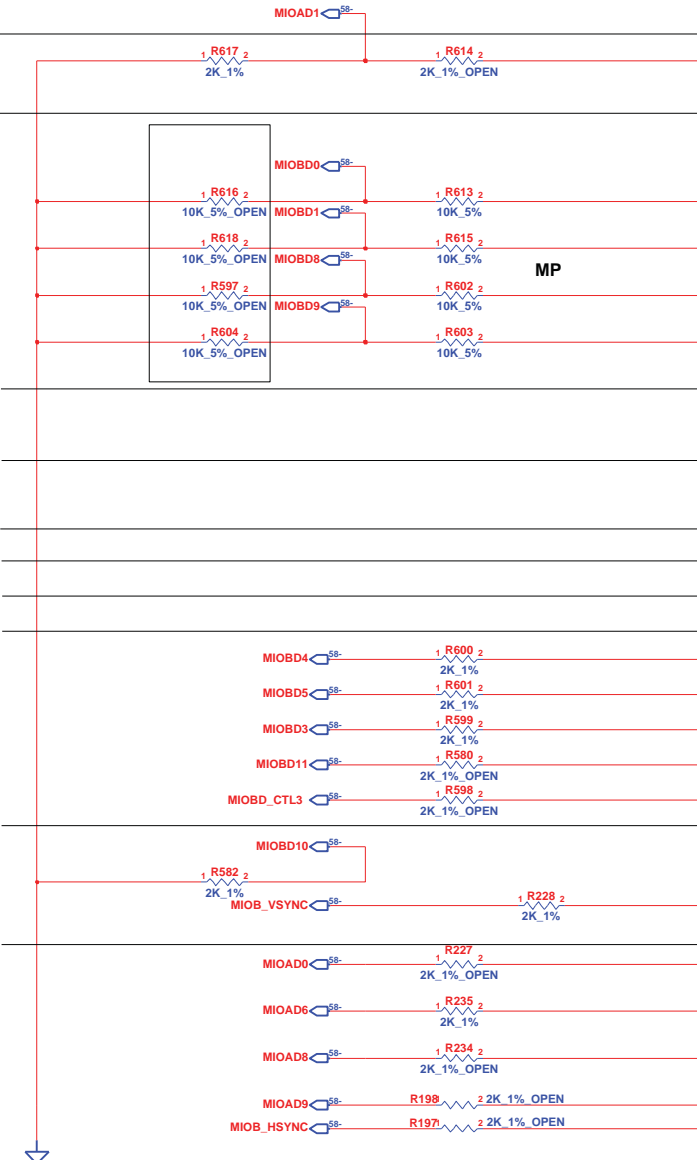 MIOAD1 58-
1 R617 2 1 R614 2
2K_1% 2K_1%_OPEN
MIOBD0 58-
1 R616 2 1 R613 2
10K_5%_OPEN MIOBD1 58- 10K_5%
1 R618 2 1 R615 2
10K_5%_OPEN MIOBD8 58- 10K_5%
MP
1 R597 2 1 R602 2
10K_5%_OPEN MIOBD9 58- 10K_5%
1 R604 2 1 R603 2
10K_5%_OPEN 10K_5%
MIOBD4 58- 1 R600 2
2K_1%
MIOBD5 58- 1 R601 2
2K_1%
MIOBD3 58- 1 R599 2
2K_1%
MIOBD11 58- 1 R580 2
2K_1%_OPEN
MIOBD_CTL3 58- 1 R598 2
2K_1%_OPEN
MIOBD10 58-
1 R582 2
2K_1%
MIOB_VSYNC 58- 1 R228 2
2K_1%
MIOAD0 58- 1 R227 2
2K_1%_OPEN
MIOAD6 58- 1 R235 2
2K_1%
MIOAD8 58- 1 R234 2
2K_1%_OPEN
MIOAD9 58- R198 1 2 2K_1%_OPEN
MIOB_HSYNC 58- R197 1 2 2K_1%_OPEN